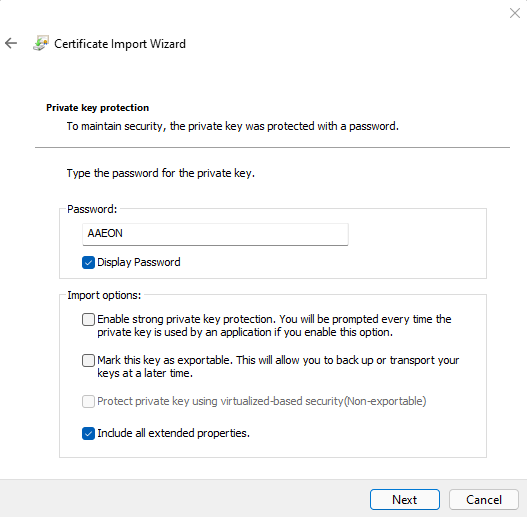 Certificate Import Wizard
Private key protection
To maintain security, the private key was protected with a password.
Type the password for the private key.
Password:
AAEON
Display Password
Import options:
Enable strong private key protection. You will be prompted every time the
private key is used by an application if you enable this option.
Mark this key as exportable. This will allow you to back up or transport your
keys at a later time.
Protect private key using virtualized-based security(Non-exportable)
Include all extended properties.
Next
Cancel